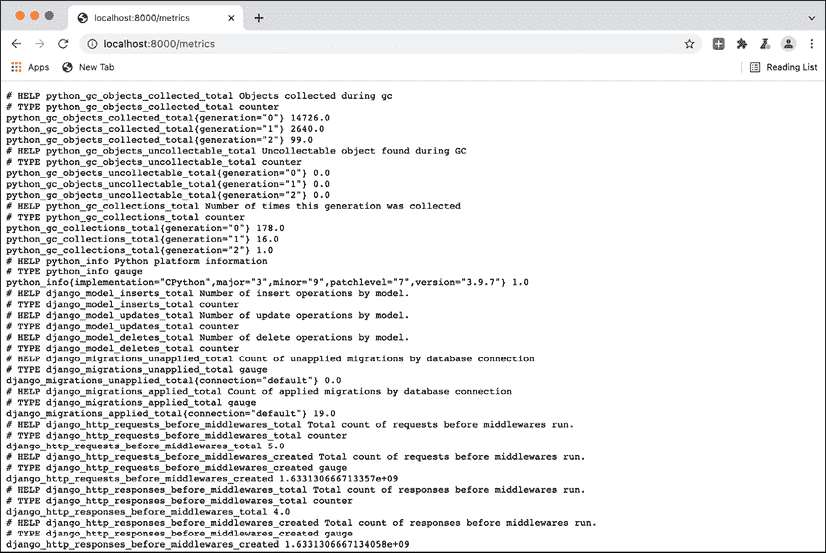 localhost:8000/metrics
localhost:8000/metrics
Apps
New Tab
Reading List
# HELP python_gc_objects_collected_total Objects collected during gc
# TYPE python_gc_objects_collected_total counter
python_gc_objects_collected_total{generation="0"} 14726.0
python_gc_objects_collected_total{generation="1"} 2640.0
python_gc_objects_collected_total{generation="2"} 99.0
# HELP python_gc_objects_uncollectable_total Uncollectable object found during GC
# TYPE python_gc_objects_uncollectable_total counter
python_gc_objects_uncollectable_total{generation="0"} 0.0
python_gc_objects_uncollectable_total{generation="1"} 0.0
python_gc_objects_uncollectable_total{generation="2"} 0.0
# HELP python_gc_collections_total Number of times this generation was collected
# TYPE python_gc_collections_total counter
python_gc_collections_total{generation="0"} 178.0
python_gc_collections_total{generation="1"} 16.0
python_gc_collections_total{generation="2"} 1.0
# HELP python_info Python platform information
# TYPE python_info gauge
python_info{implementation="CPython",major="3",minor="9",patchlevel="7",version="3.9.7"} 1.0
# HELP django_model_inserts_total Number of insert operations by model.
# TYPE django_model_inserts_total counter
# HELP django_model_updates_total Number of update operations by model.
# TYPE django_model_updates_total counter
# HELP django_model_deletes_total Number of delete operations by model.
# TYPE django_model_deletes_total counter
# HELP django_migrations_unapplied_total Count of unapplied migrations by database connection
# TYPE django_migrations_unapplied_total gauge
django_migrations_unapplied_total{connection="default"} 0.0
# HELP django_migrations_applied_total Count of applied migrations by database connection
# TYPE django_migrations_applied_total gauge
django_migrations_applied_total{connection="default"} 19.0
# HELP django_http_requests_before_middlewares_total Total count of requests before middlewares run.
# TYPE django_http_requests_before_middlewares_total counter
django_http_requests_before_middlewares_total 5.0
# HELP django_http_requests_before_middlewares_created Total count of requests before middlewares run.
# TYPE django_http_requests_before_middlewares_created gauge
django_http_requests_before_middlewares_created 1.633130666713357e+09
# HELP django_http_responses_before_middlewares_total Total count of responses before middlewares run.
# TYPE django_http_responses_before_middlewares_total counter
django_http_responses_before_middlewares_total 4.0
# HELP django_http_responses_before_middlewares_created Total count of responses before middlewares run.
# TYPE django_http_responses_before_middlewares_created gauge
django_http_responses_before_middlewares_created 1.6331306667134058e+09